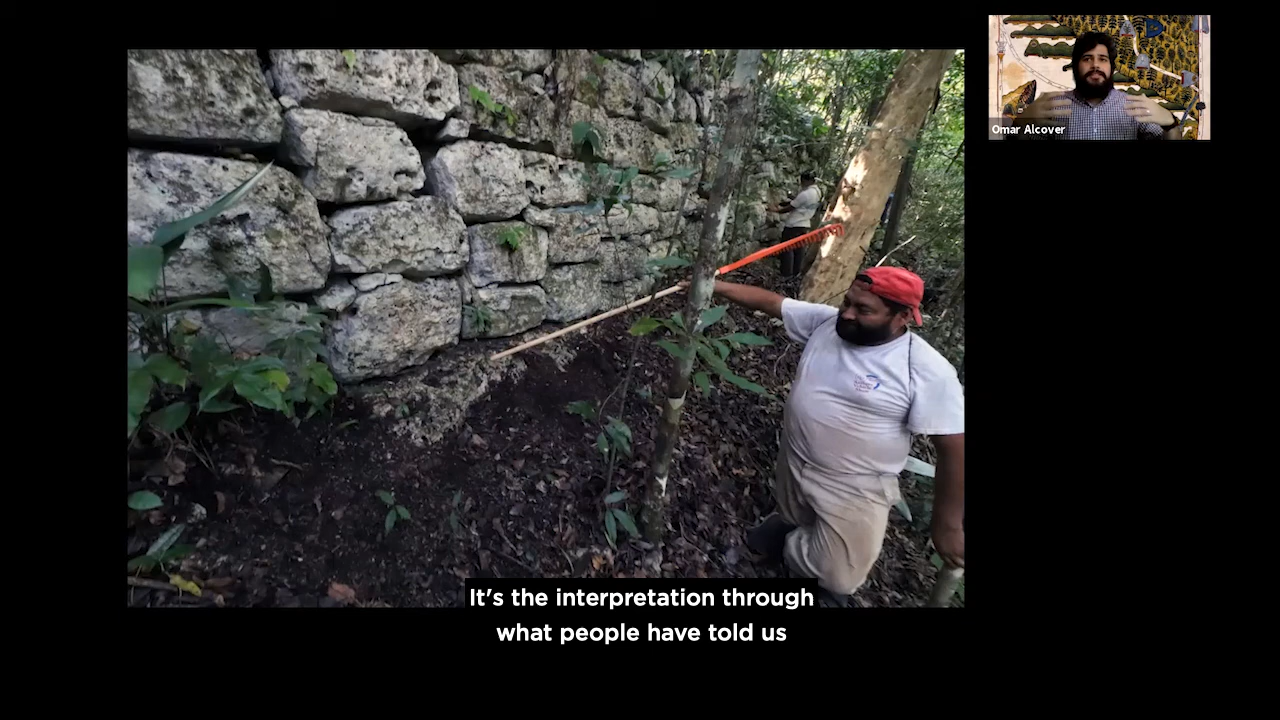 Omar Alcover
It's the interpretation through
what people have told us